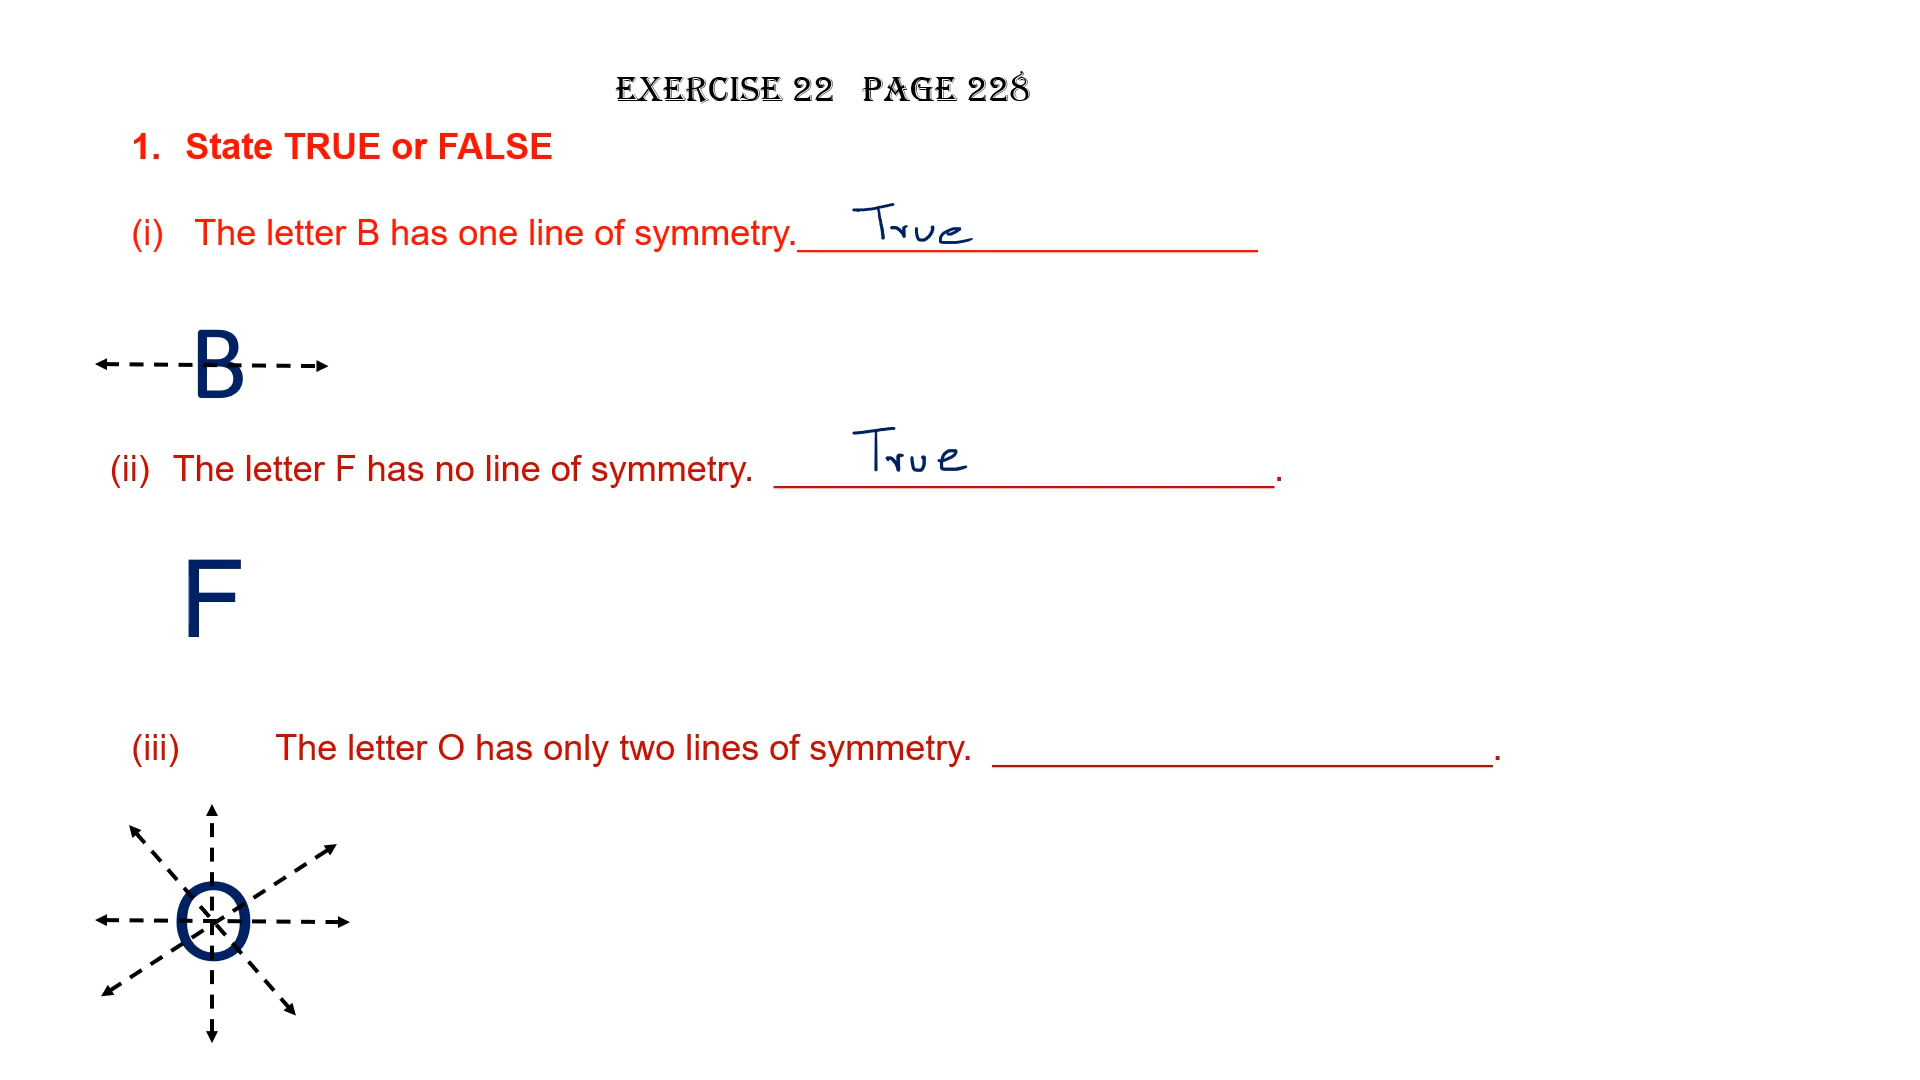 EXERCISE 22 PAGE 228
1. State TRUE or FALSE
(i) The letter B has one line of symmetry. True
B
(ii) The letter F has no line of symmetry. True .
F
(iii) The letter O has only two lines of symmetry. .
O